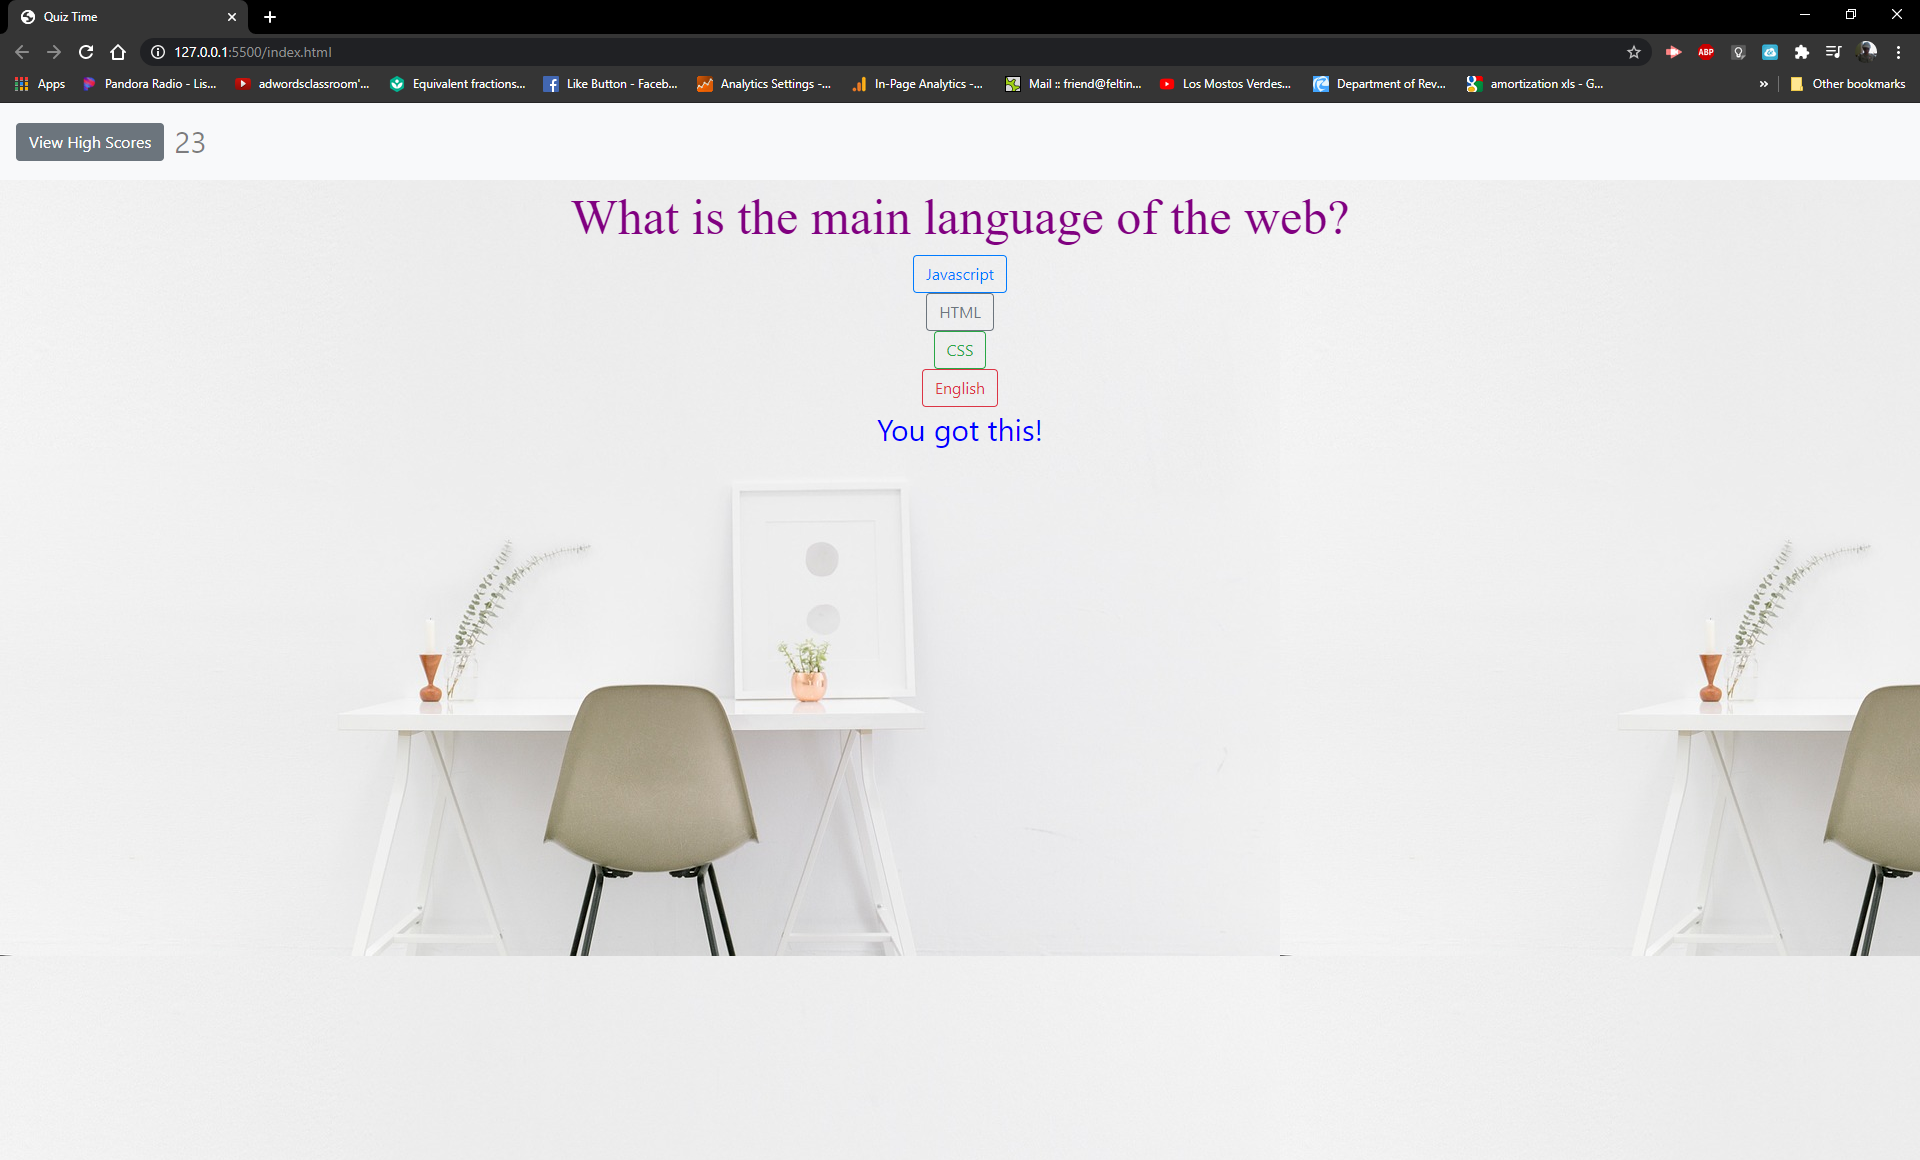 Quiz Time
127.0.0.1:5500/index.html
ABP
Apps
Pandora Radio - Lis...
adwordsclassroom'...
Equivalent fractions...
Like Button - Faceb...
Analytics Settings -...
In-Page Analytics -...
Mail :: friend@feltin...
Los Mostos Verdes...
Department of Rev...
amortization xls - G...
» Other bookmarks
View High Scores 23
What is the main language of the web?
Javascript
HTML
CSS
English
You got this!